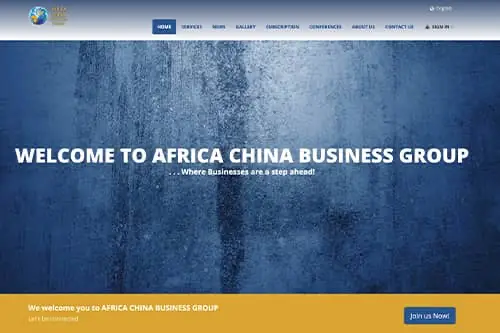 English
HOME SERVICES NEWS GALLERY SUBSCRIPTION CONFERENCES ABOUT US CONTACT US SIGN IN
WELCOME TO AFRICA CHINA BUSINESS GROUP
. . . Where Businesses are a step ahead!
We welcome you to AFRICA CHINA BUSINESS GROUP
Let's be connected
Join us Now!